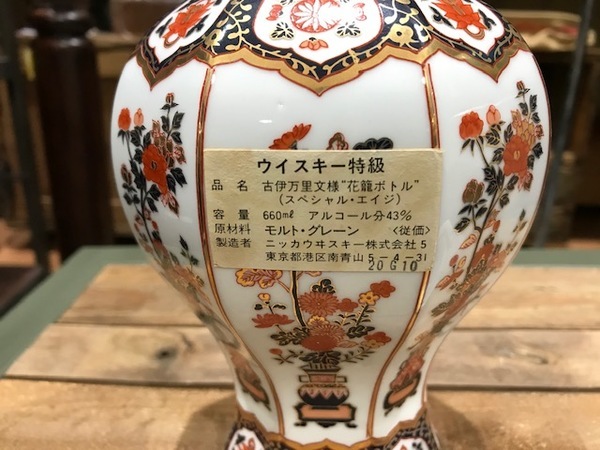 ウイスキー特級
品名 古伊万里文様"花籠ボトル"
(スペシャル・エイジ)
容量 660㎖ アルコール分43%
原材料 モルト・グレーン <従価>
製造者 ニッカウヰスキー株式会社 5
東京都港区南青山 5-4-31
20G10